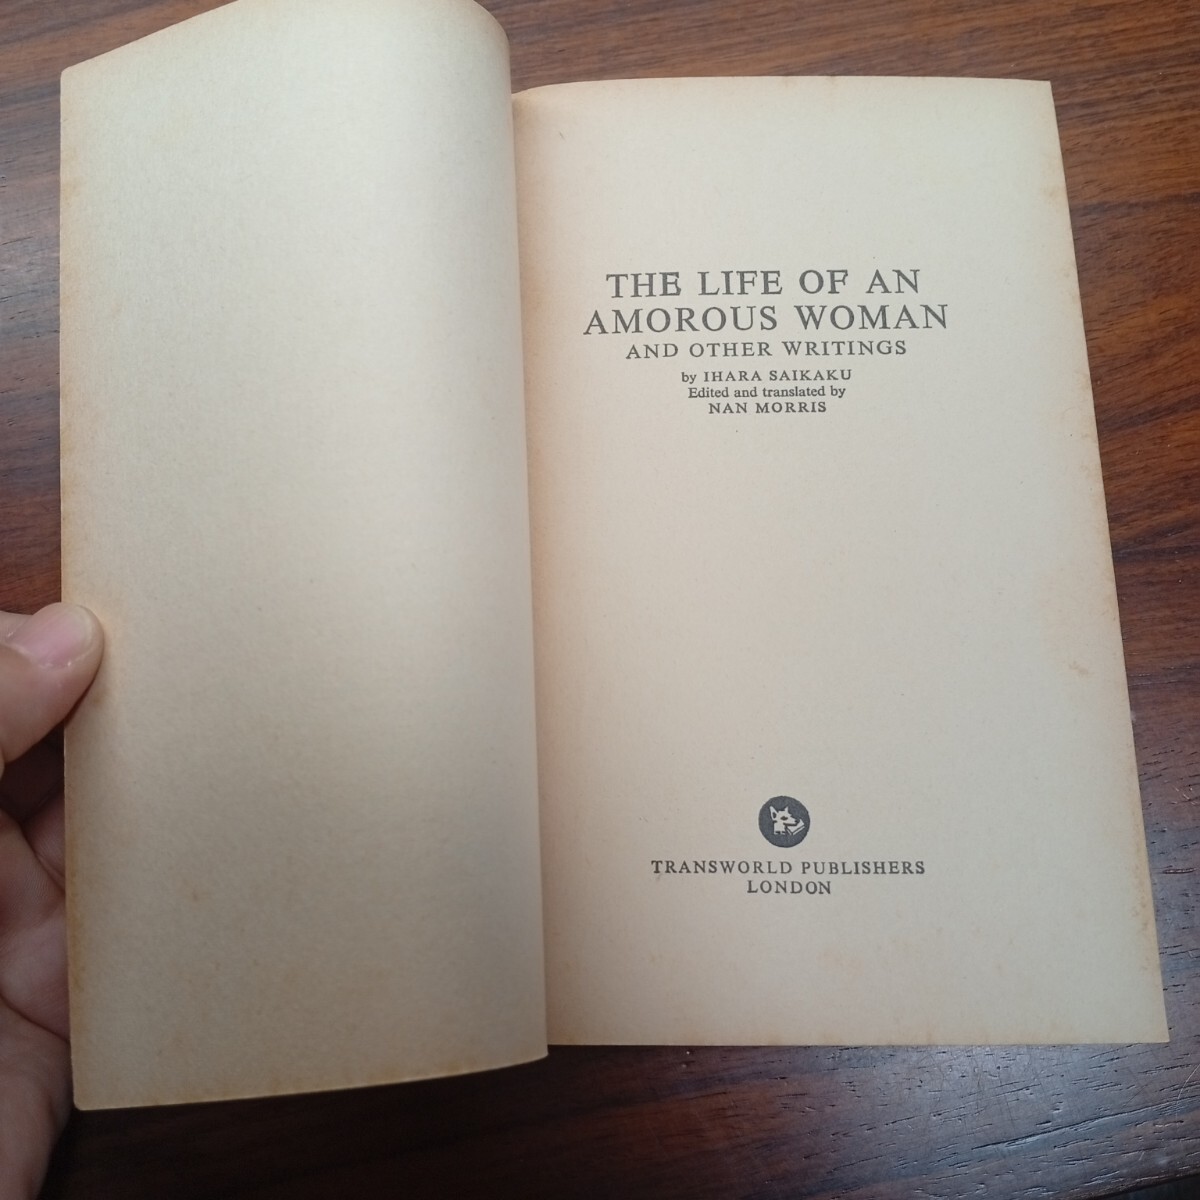 THE LIFE OF AN
AMOROUS WOMAN
AND OTHER WRITINGS
by IHARA SAIKAKU
Edited and translated by
NAN MORRIS
TRANSWORLD PUBLISHERS
LONDON